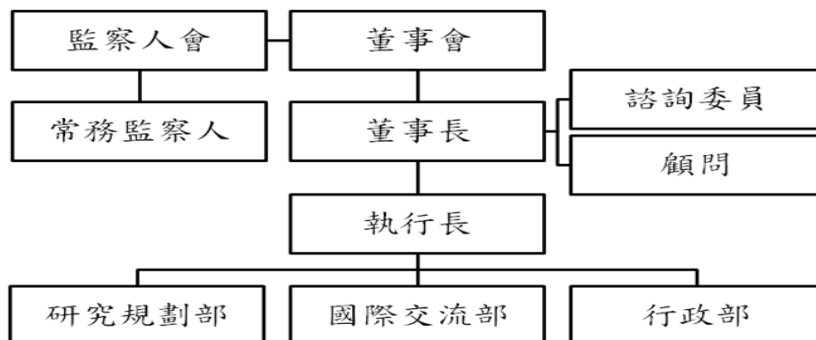 監察人會
董事會
常務監察人
董事長
諮詢委員
顧問
執行長
研究規劃部
國際交流部
行政部